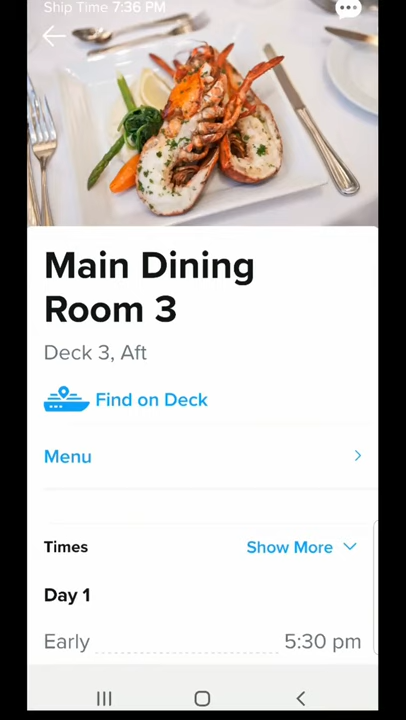 Ship Time 7:36 PM
Main Dining
Room 3
Deck 3, Aft
Find on Deck
Menu
Times
Show More
Day 1
Early 5:30 pm